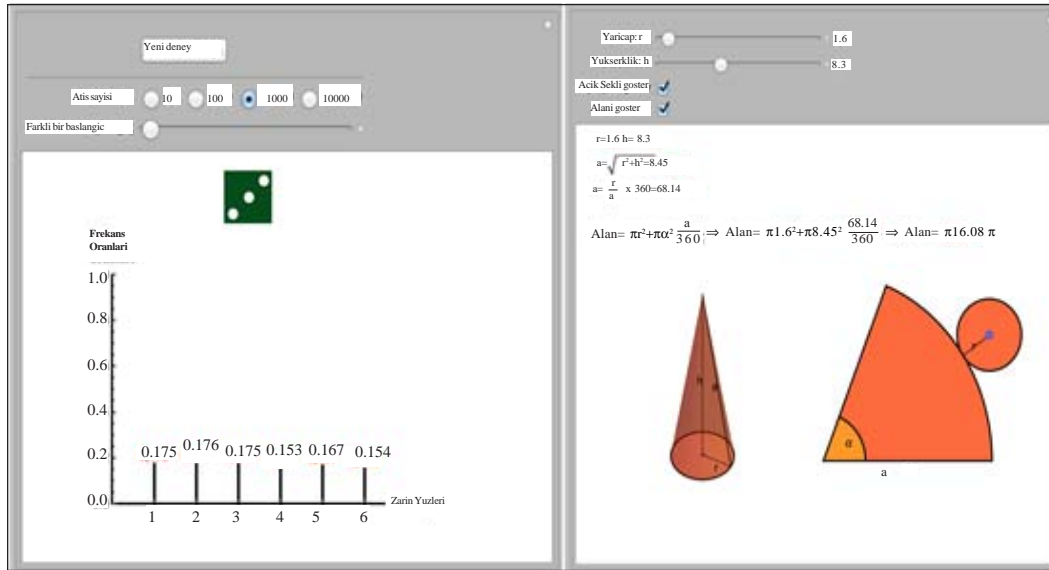 Yeni deney
Atis sayisi 10 100 1000 10000
Farkli bir baslangic
Frekans
Oranlari
1.0
0.8
0.6
0.4
0.2
0.0
0.175 0.176 0.175 0.153 0.167 0.154
Zarin Yuzleri
1 2 3 4 5 6
Yaricap: r 1.6
Yukserklik: h 8.3
Acik Sekli goster
Alani goster
r=1.6 h= 8.3
a=√r²+h²=8.45
a= r/a x 360=68.14
Alan= πr²+πα² a/360 ⇒ Alan= π1.6²+π8.45² 68.14/360 ⇒ Alan= π16.08 π
h a
r
r
α
a